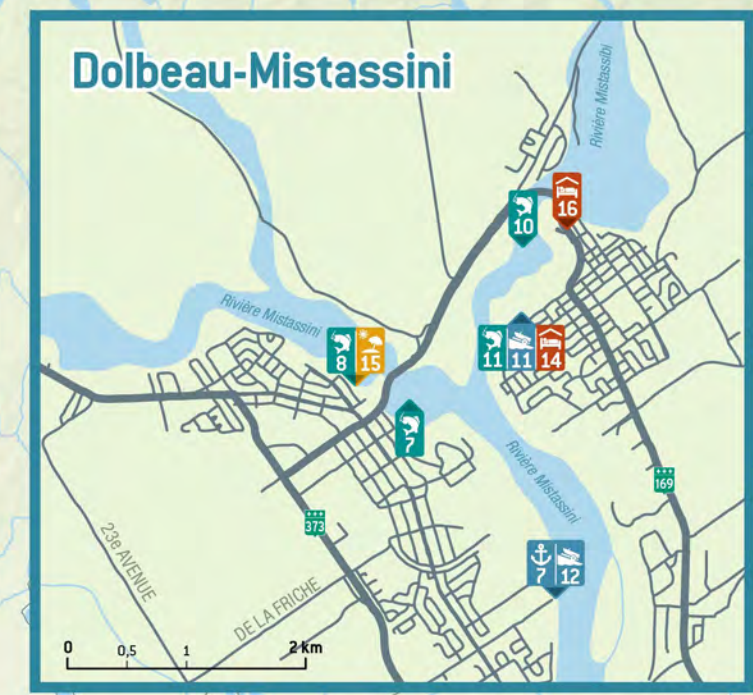 Dolbeau-Mistassini
Rivière Mistassibi
16
10
Rivière Mistassini
8 15
11 11 14
7
Rivière Mistassini
169
373
7 12
23e AVENUE
DE LA FRICHE
0 0,5 1 2 km